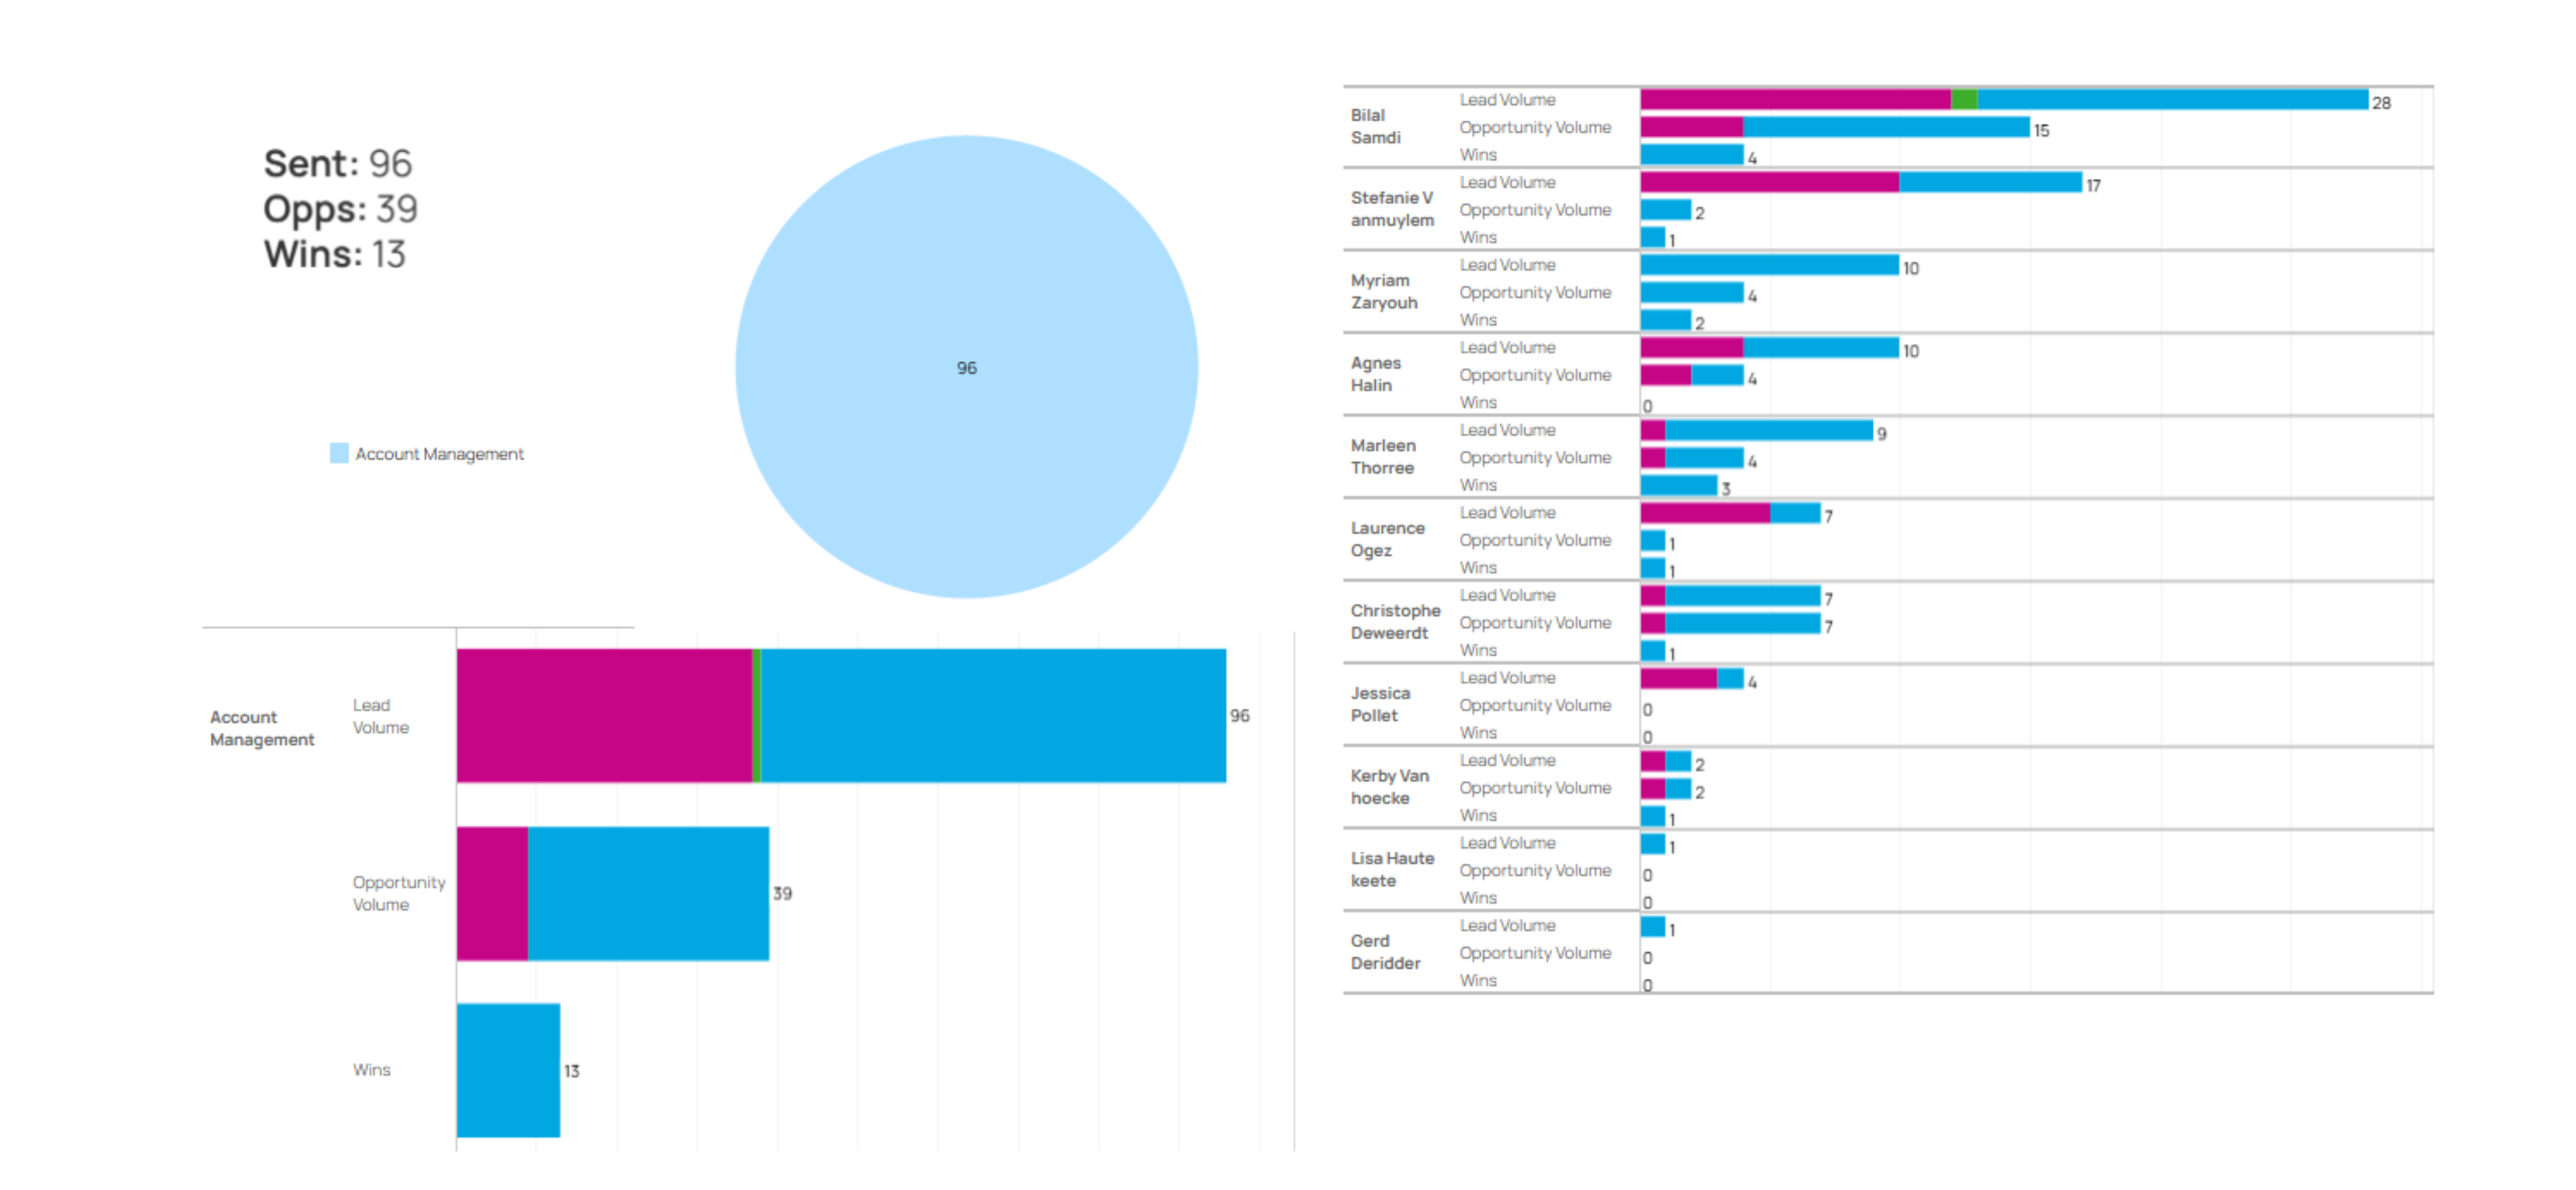 Sent: 96
Opps: 39
Wins: 13
96
Account Management
Account
Management
Lead
Volume
96
Opportunity
Volume
39
Wins
13
Bilal
Samdi
Lead Volume
28
Opportunity Volume
15
Wins
4
Stefanie V
anmuylem
Lead Volume
17
Opportunity Volume
2
Wins
1
Myriam
Zaryouh
Lead Volume
10
Opportunity Volume
4
Wins
2
Agnes
Halin
Lead Volume
10
Opportunity Volume
4
Wins
0
Marleen
Thorree
Lead Volume
9
Opportunity Volume
4
Wins
3
Laurence
Ogez
Lead Volume
7
Opportunity Volume
1
Wins
1
Christophe
Deweerdt
Lead Volume
7
Opportunity Volume
7
Wins
1
Jessica
Pollet
Lead Volume
4
Opportunity Volume
0
Wins
0
Kerby Van
hoecke
Lead Volume
2
Opportunity Volume
2
Wins
1
Lisa Haute
keete
Lead Volume
1
Opportunity Volume
0
Wins
0
Gerd
Deridder
Lead Volume
1
Opportunity Volume
0
Wins
0